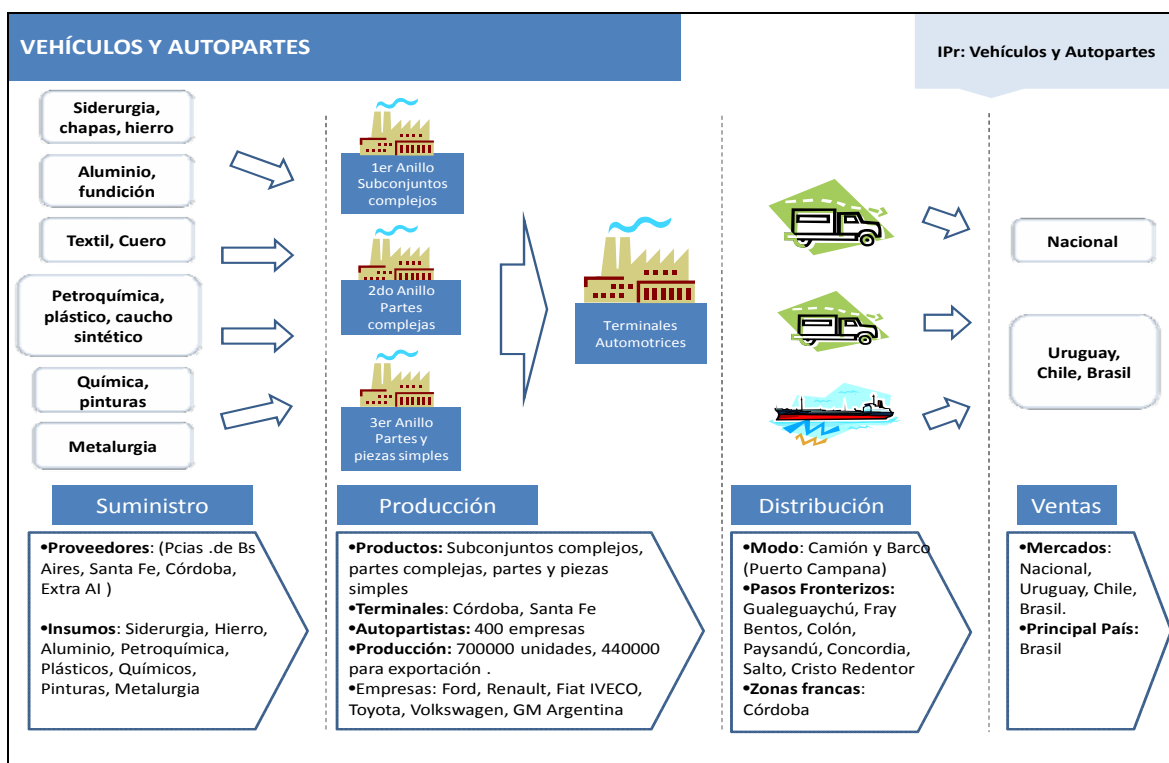 VEHÍCULOS Y AUTOPARTES
IPr: Vehículos y Autopartes
Siderurgia,
chapas, hierro
Aluminio,
fundición
Textil, Cuero
Petroquímica,
plástico, caucho
sintético
Química,
pinturas
Metalurgia
1er Anillo
Subconjuntos
complejos
2do Anillo
Partes
complejas
3er Anillo
Partes y
piezas simples
Terminales
Automotrices
Nacional
Uruguay,
Chile, Brasil
Suministro
•Proveedores: (Pcias .de Bs
Aires, Santa Fe, Córdoba,
Extra AI )
•Insumos: Siderurgia, Hierro,
Aluminio, Petroquímica,
Plásticos, Químicos,
Pinturas, Metalurgia
Producción
•Productos: Subconjuntos complejos,
partes complejas, partes y piezas
simples
•Terminales: Córdoba, Santa Fe
•Autopartistas: 400 empresas
•Producción: 700000 unidades, 440000
para exportación .
•Empresas: Ford, Renault, Fiat IVECO,
Toyota, Volkswagen, GM Argentina
Distribución
•Modo: Camión y Barco
(Puerto Campana)
•Pasos Fronterizos:
Gualeguaychú, Fray
Bentos, Colón,
Paysandú, Concordia,
Salto, Cristo Redentor
•Zonas francas:
Córdoba
Ventas
•Mercados:
Nacional,
Uruguay, Chile,
Brasil.
•Principal País:
Brasil